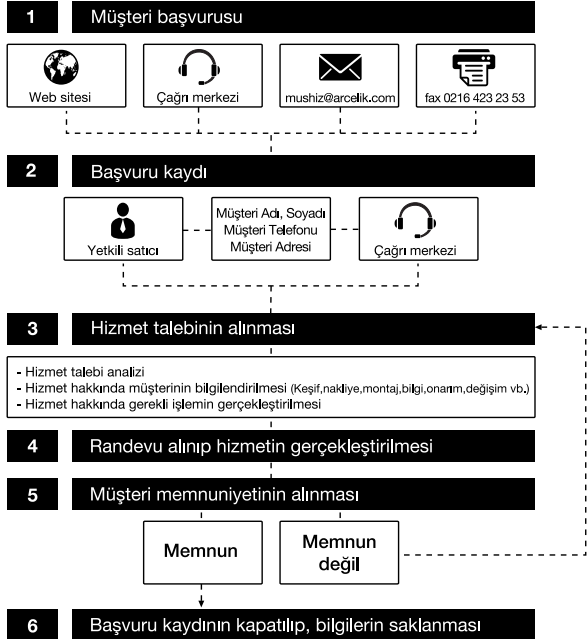 1 Müşteri başvurusu
Web sitesi
Çağrı merkezi
mushiz@arcelik.com
fax 0216 423 23 53
2 Başvuru kaydı
Yetkili satıcı
Müşteri Adı, Soyadı
Müşteri Telefonu
Müşteri Adresi
Çağrı merkezi
3 Hizmet talebinin alınması
- Hizmet talebi analizi
- Hizmet hakkında müşterinin bilgilendirilmesi (Keşif,nakliye,montaj,bilgi,onarım,değişim vb.)
- Hizmet hakkında gerekli işlemin gerçekleştirilmesi
4 Randevu alınıp hizmetin gerçekleştirilmesi
5 Müşteri memnuniyetinin alınması
Memnun
Memnun
değil
6 Başvuru kaydının kapatılıp, bilgilerin saklanması